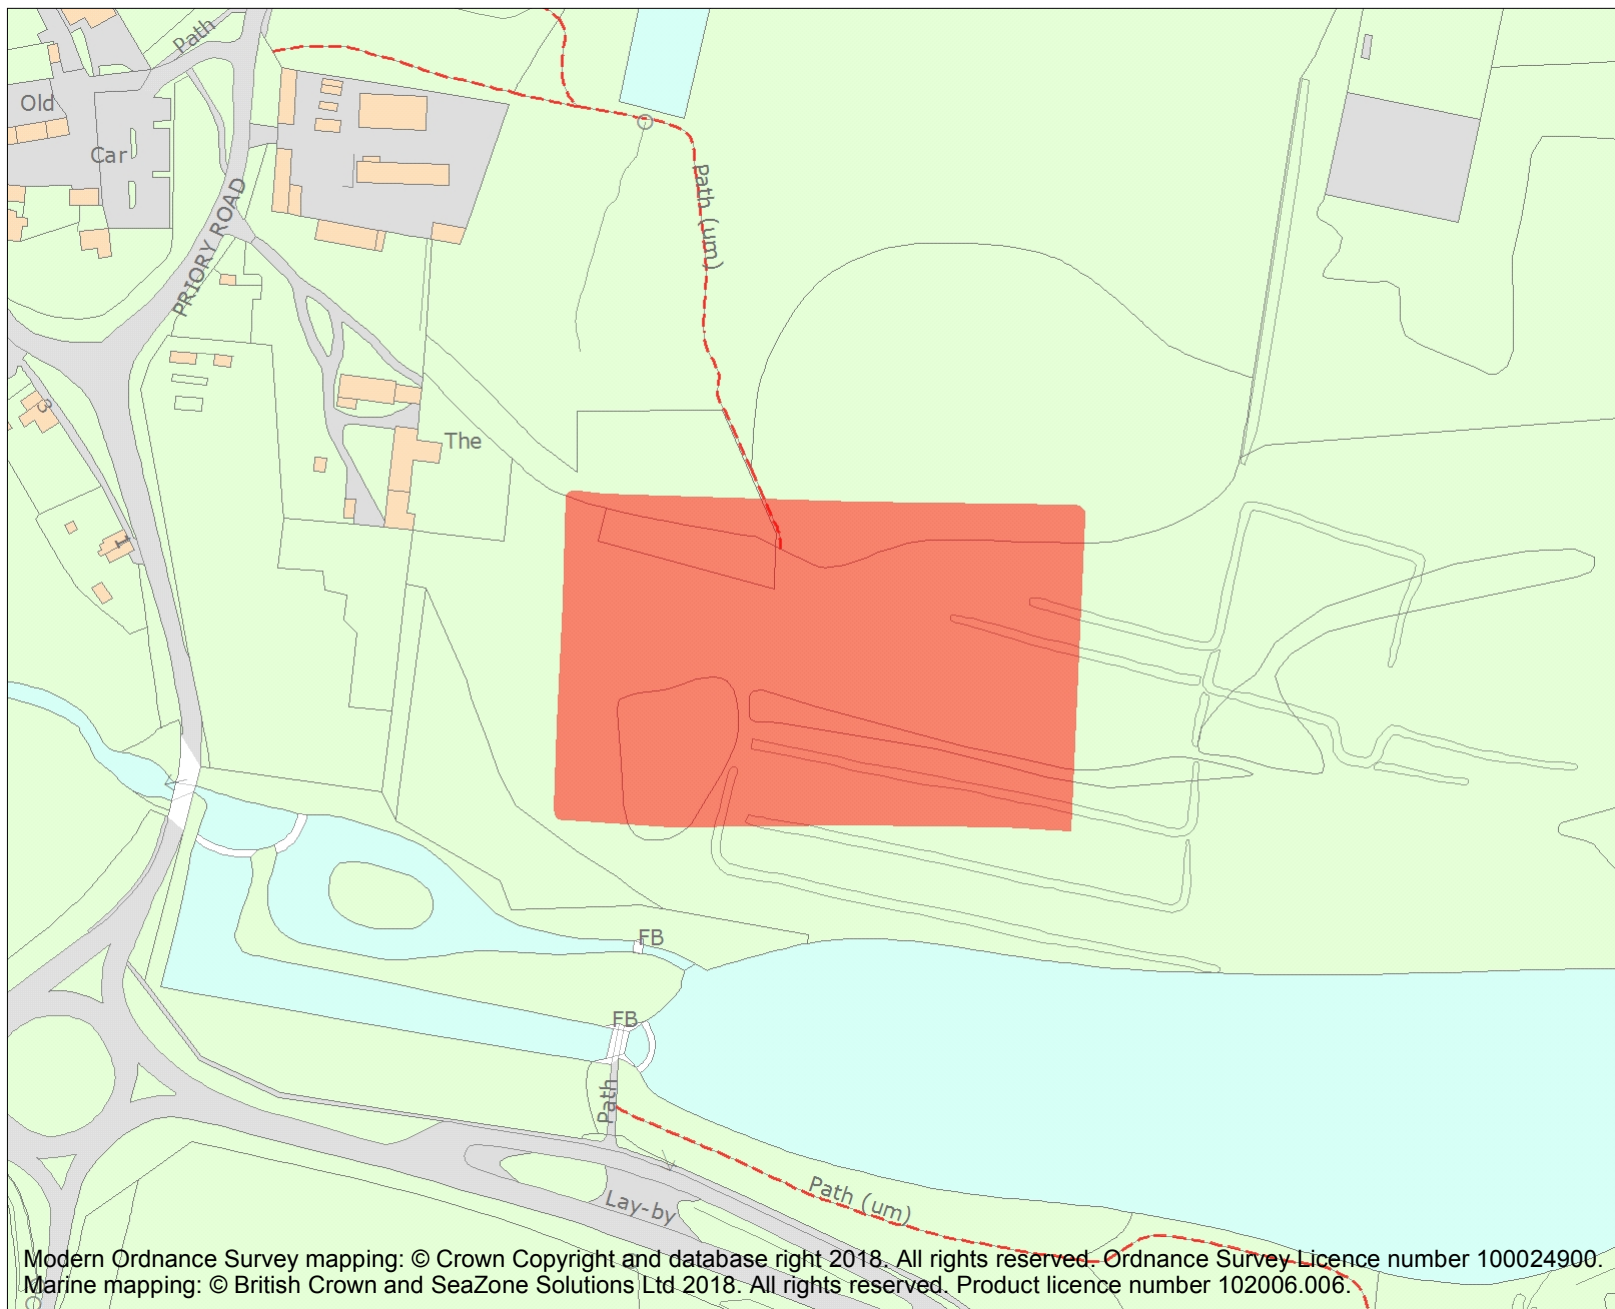 Path
Old
Car
PRIORY ROAD
Path (um)
3
The
1
FB
FB
Path
Path (um)
Lay-by
Modern Ordnance Survey mapping: © Crown Copyright and database right 2018. All rights reserved. Ordnance Survey Licence number 100024900.
Marine mapping: © British Crown and SeaZone Solutions Ltd 2018. All rights reserved. Product licence number 102006.006.